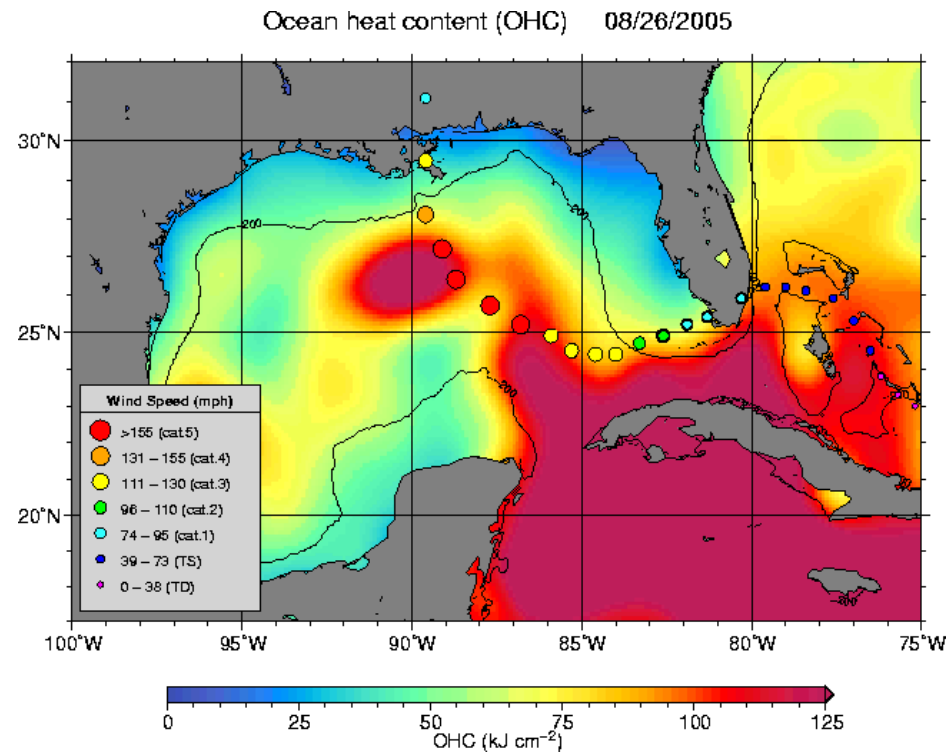 Ocean heat content (OHC) 08/26/2005
30°N
25°N
20°N
200
200
200
200
Wind Speed (mph)
>155 (cat.5)
131 – 155 (cat.4)
111 – 130 (cat.3)
96 – 110 (cat.2)
74 – 95 (cat.1)
39 – 73 (TS)
0 – 38 (TD)
100°W 95°W 90°W 85°W 80°W 75°W
0 25 50 75 100 125
OHC (kJ cm⁻²)